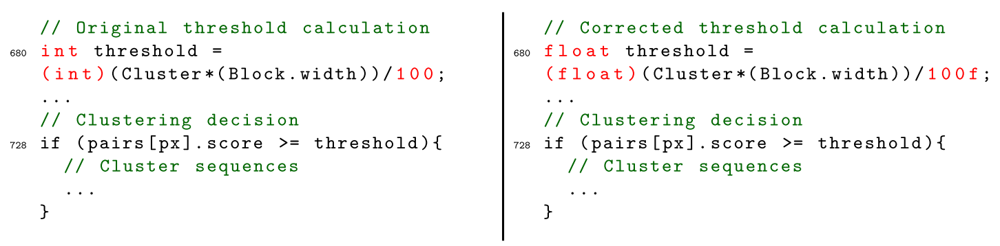 // Original threshold calculation
680 int threshold =
(int)(Cluster*(Block.width))/100;
...
// Clustering decision
728 if (pairs[px].score >= threshold){
// Cluster sequences
...
}
// Corrected threshold calculation
680 float threshold =
(float)(Cluster*(Block.width))/100f;
...
// Clustering decision
728 if (pairs[px].score >= threshold){
// Cluster sequences
...
}